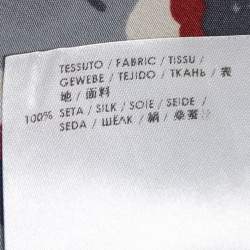 TESSUTO / FABRIC / TISSU /
GEWEBE / TEJIDO / ТКАНЬ / 表
地 / 面料
100% SETA / SILK / SOIE / SEIDE /
SEDA / ШЕЛК / 絹 / 桑蚕丝